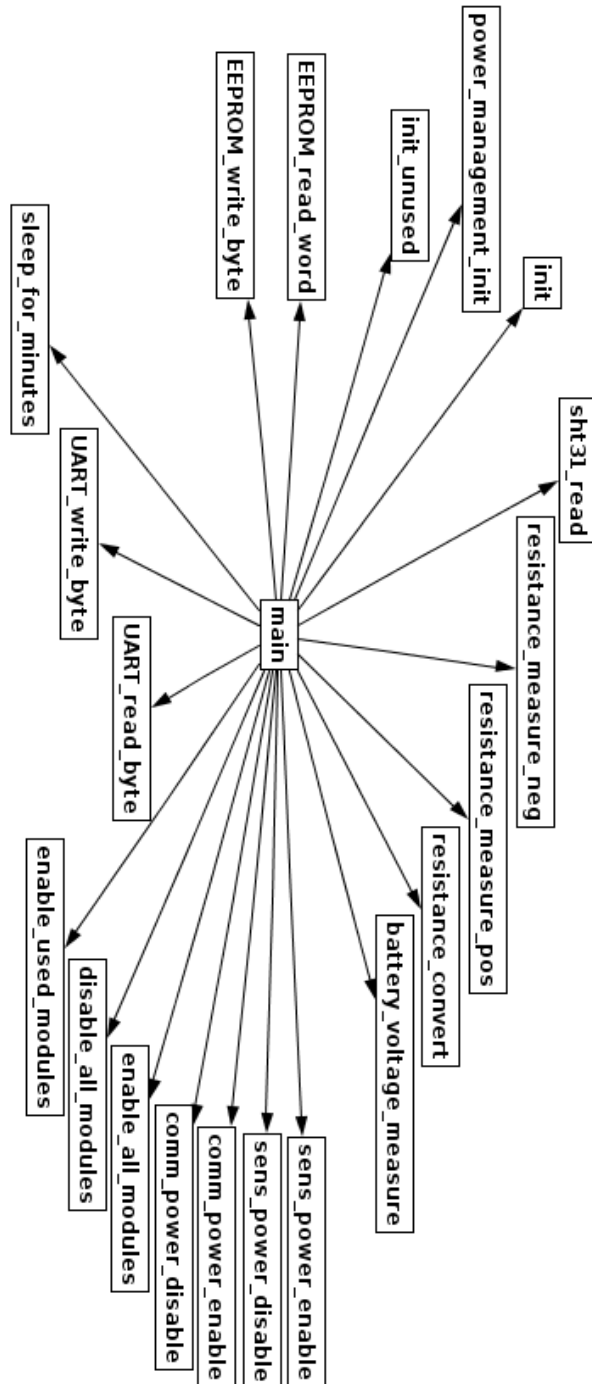 power_management_init
init
init_unused
EEPROM_read_word
EEPROM_write_byte
sleep_for_minutes
sht31_read
resistance_measure_neg
UART_write_byte
main
UART_read_byte
resistance_measure_pos
resistance_convert
battery_voltage_measure
enable_used_modules
disable_all_modules
enable_all_modules
comm_power_disable
comm_power_enable
sens_power_disable
sens_power_enable